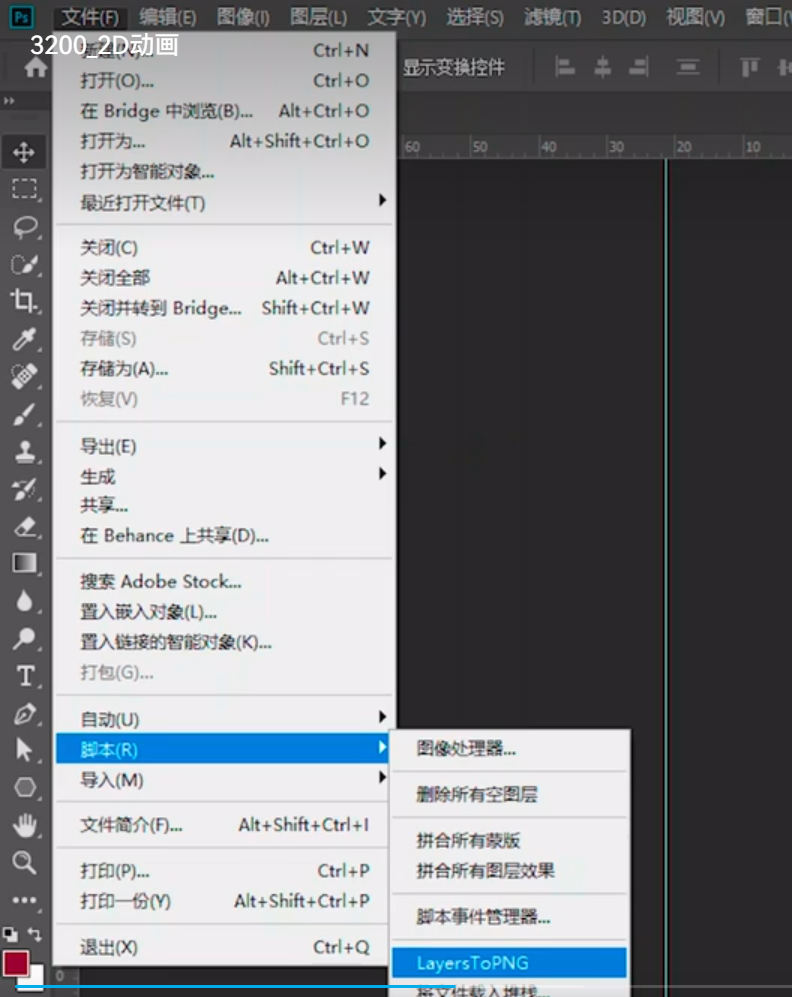 Ps 文件(F) 编辑(E) 图像(I) 图层(L) 文字(Y) 选择(S) 滤镜(T) 3D(D) 视图(V) 窗口(
3200_2D动画
新建(N)... Ctrl+N
显示变换控件
打开(O)... Ctrl+O
在 Bridge 中浏览(B)... Alt+Ctrl+O
打开为... Alt+Shift+Ctrl+O
60 50 40 30 20 10
打开为智能对象...
最近打开文件(T)
关闭(C) Ctrl+W
关闭全部 Alt+Ctrl+W
关闭并转到 Bridge... Shift+Ctrl+W
存储(S) Ctrl+S
存储为(A)... Shift+Ctrl+S
恢复(V) F12
导出(E)
生成
共享...
在 Behance 上共享(D)...
搜索 Adobe Stock...
置入嵌入对象(L)...
置入链接的智能对象(K)...
打包(G)...
自动(U)
脚本(R)
导入(M)
文件简介(F)... Alt+Shift+Ctrl+I
打印(P)... Ctrl+P
打印一份(Y) Alt+Shift+Ctrl+P
退出(X) Ctrl+Q
图像处理器...
删除所有空图层
拼合所有蒙版
拼合所有图层效果
脚本事件管理器...
LayersToPNG
将文件载入堆栈...
0